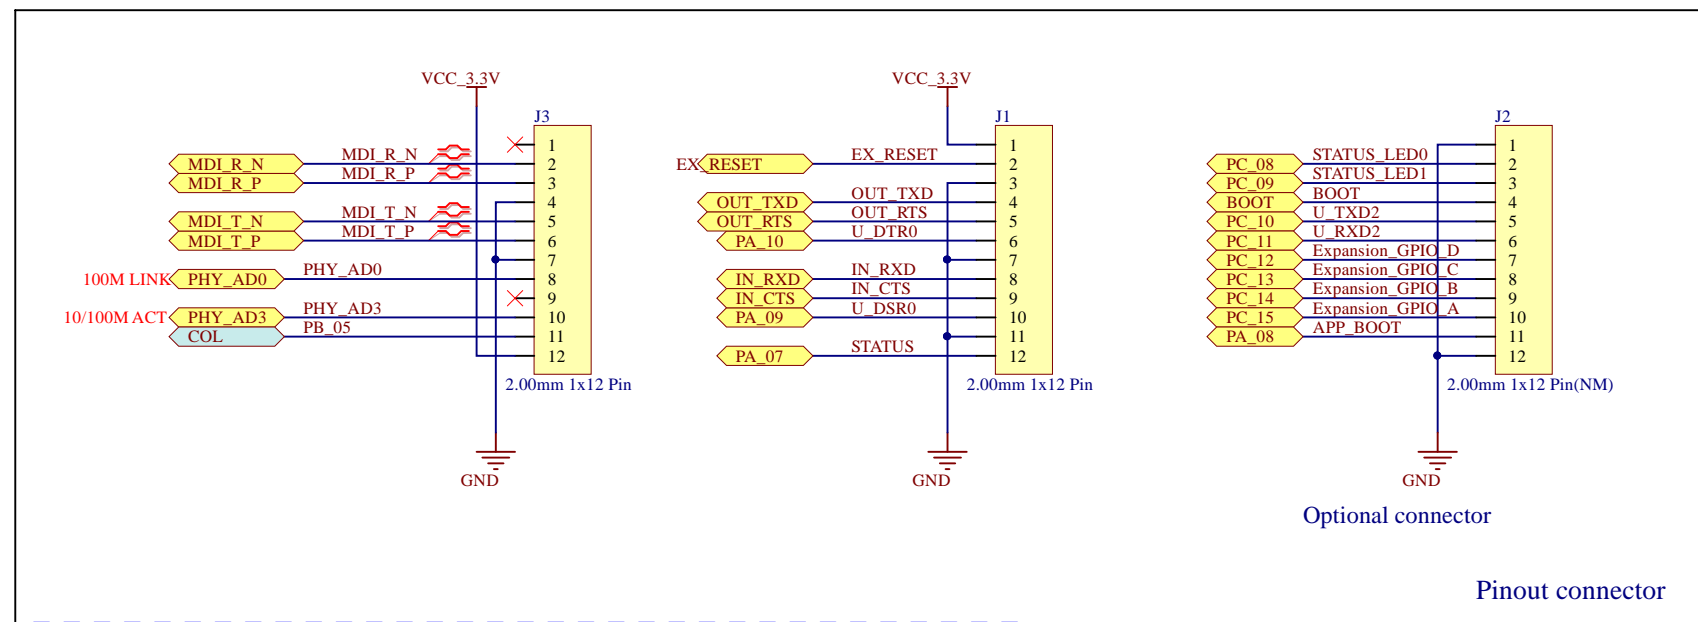 VCC_3.3V
J3
1
MDI_R_N MDI_R_N 2
MDI_R_P MDI_R_P 3
4
MDI_T_N MDI_T_N 5
MDI_T_P MDI_T_P 6
7
100M LINK PHY_AD0 PHY_AD0 8
9
10/100M ACT PHY_AD3 PHY_AD3 10
COL PB_05 11
12
2.00mm 1x12 Pin
GND
VCC_3.3V
J1
1
EX_RESET EX_RESET 2
3
OUT_TXD OUT_TXD 4
OUT_RTS OUT_RTS 5
PA_10 U_DTR0 6
7
IN_RXD IN_RXD 8
IN_CTS IN_CTS 9
PA_09 U_DSR0 10
11
PA_07 STATUS 12
2.00mm 1x12 Pin
GND
J2
1
PC_08 STATUS_LED0 2
PC_09 STATUS_LED1 3
BOOT BOOT 4
PC_10 U_TXD2 5
PC_11 U_RXD2 6
PC_12 Expansion_GPIO_D 7
PC_13 Expansion_GPIO_C 8
PC_14 Expansion_GPIO_B 9
PC_15 Expansion_GPIO_A 10
PA_08 APP_BOOT 11
12
2.00mm 1x12 Pin(NM)
GND
Optional connector
Pinout connector